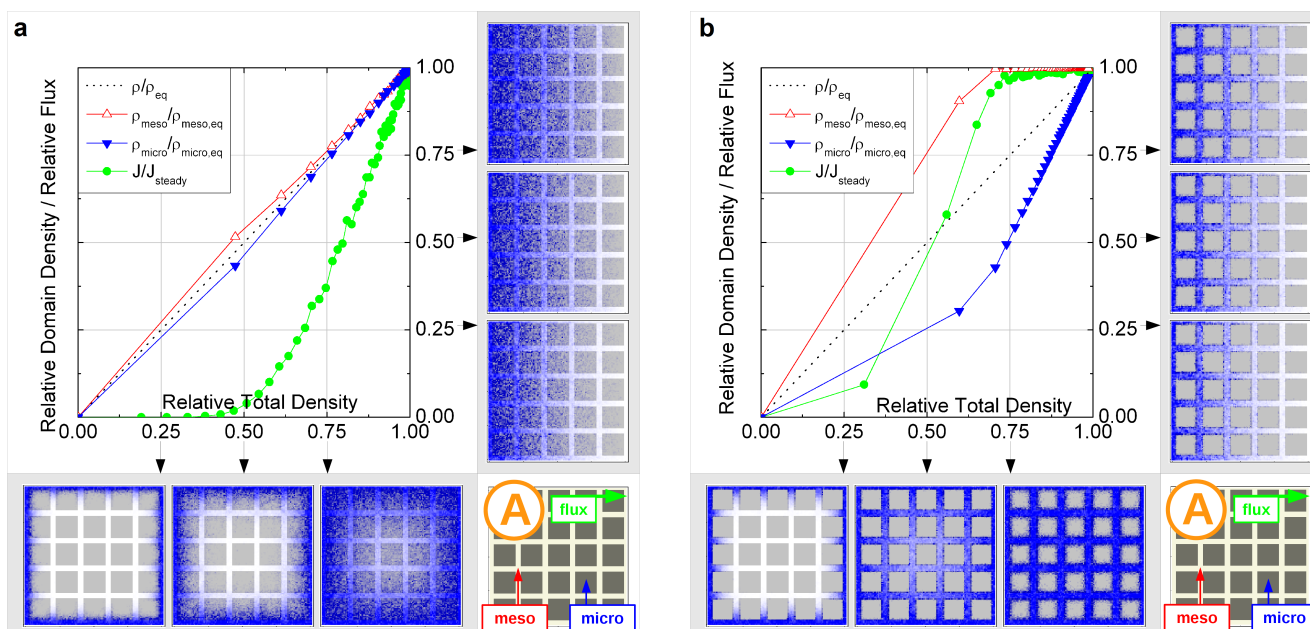 a
Relative Domain Density / Relative Flux
ρ/ρeq
ρmeso/ρmeso,eq
ρmicro/ρmicro,eq
J/Jsteady
1.00
0.75
0.50
0.25
0.00
Relative Total Density
0.00 0.25 0.50 0.75 1.00
A
flux
meso
micro
b
Relative Domain Density / Relative Flux
ρ/ρeq
ρmeso/ρmeso,eq
ρmicro/ρmicro,eq
J/Jsteady
1.00
0.75
0.50
0.25
0.00
Relative Total Density
0.00 0.25 0.50 0.75 1.00
A
flux
meso
micro